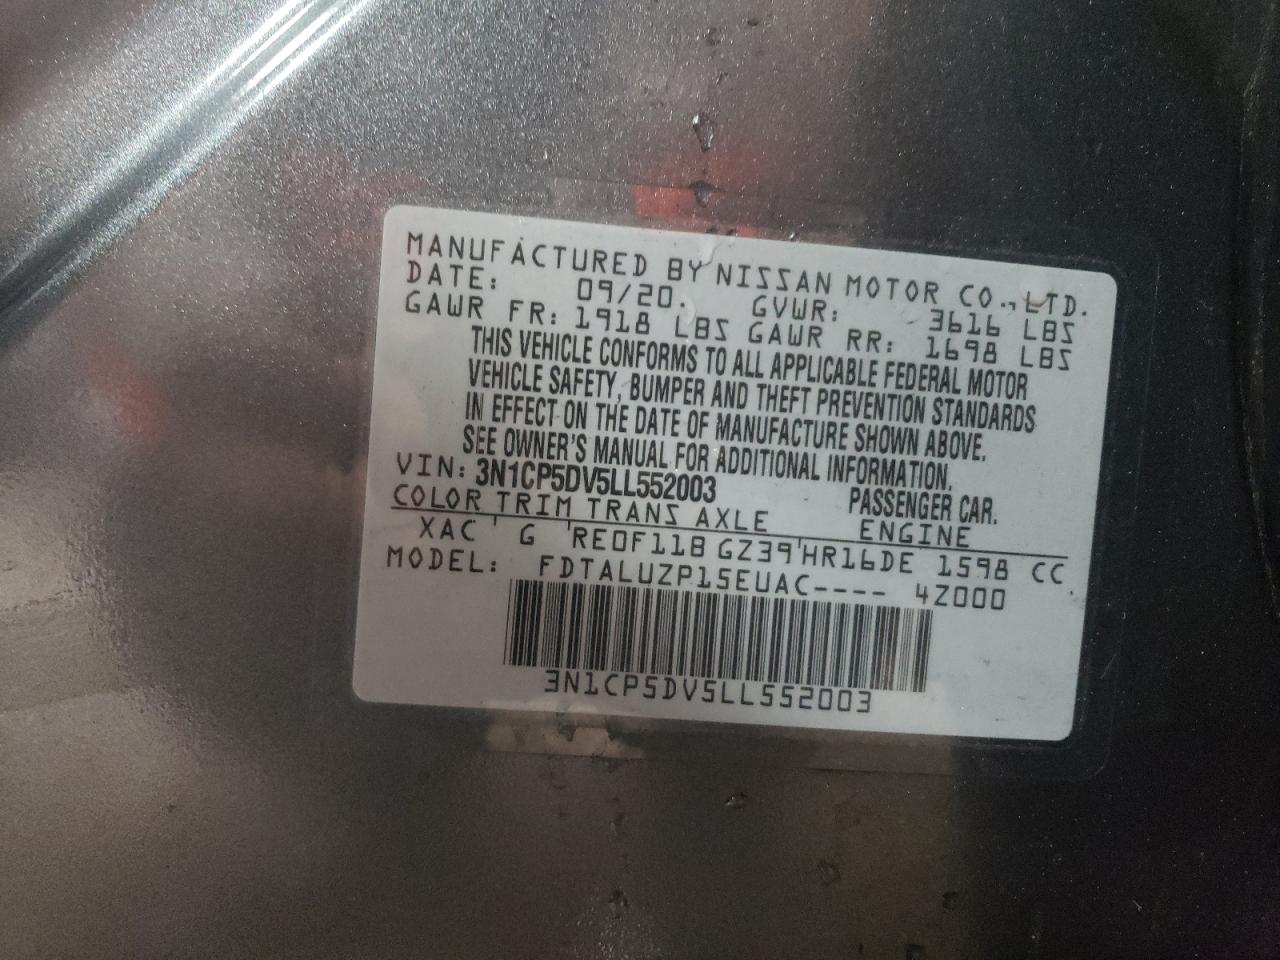 MANUFACTURED BY NISSAN MOTOR CO., LTD.
DATE: 09/20. GVWR: 3616 LBS
GAWR FR: 1918 LBS GAWR RR: 1698 LBS
THIS VEHICLE CONFORMS TO ALL APPLICABLE FEDERAL MOTOR
VEHICLE SAFETY, BUMPER AND THEFT PREVENTION STANDARDS
IN EFFECT ON THE DATE OF MANUFACTURE SHOWN ABOVE.
SEE OWNER'S MANUAL FOR ADDITIONAL INFORMATION.
VIN: 3N1CP5DV5LL552003 PASSENGER CAR.
COLOR TRIM TRANS AXLE ENGINE
XAC ' G ' RE0F11B GZ39 ' HR16DE 1598 CC
MODEL: FDTALUZP15EUAC---- 4Z000
3N1CP5DV5LL552003